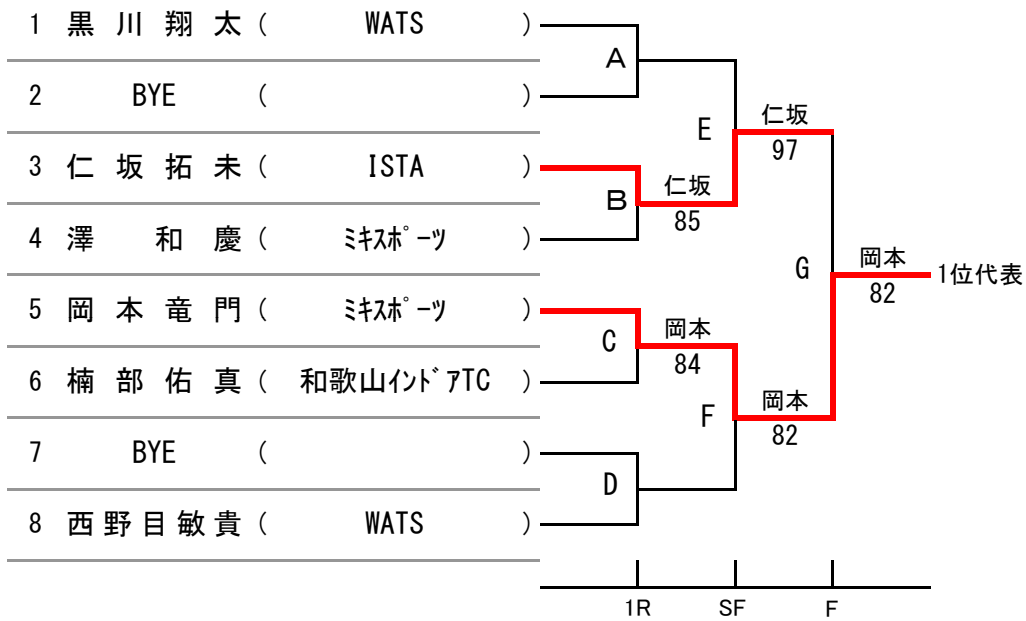 1 黒川翔太 ( WATS )
2 BYE ( )
3 仁坂拓未 ( ISTA )
4 澤 和慶 ( ﾐｷｽﾎﾟｰﾂ )
5 岡本竜門 ( ﾐｷｽﾎﾟｰﾂ )
6 楠部佑真 ( 和歌山ｲﾝﾄﾞｱTC )
7 BYE ( )
8 西野目敏貴 ( WATS )
A
B
C
D
仁坂
85
岡本
84
E
F
仁坂
97
岡本
82
G
岡本
82
1位代表
1R SF F